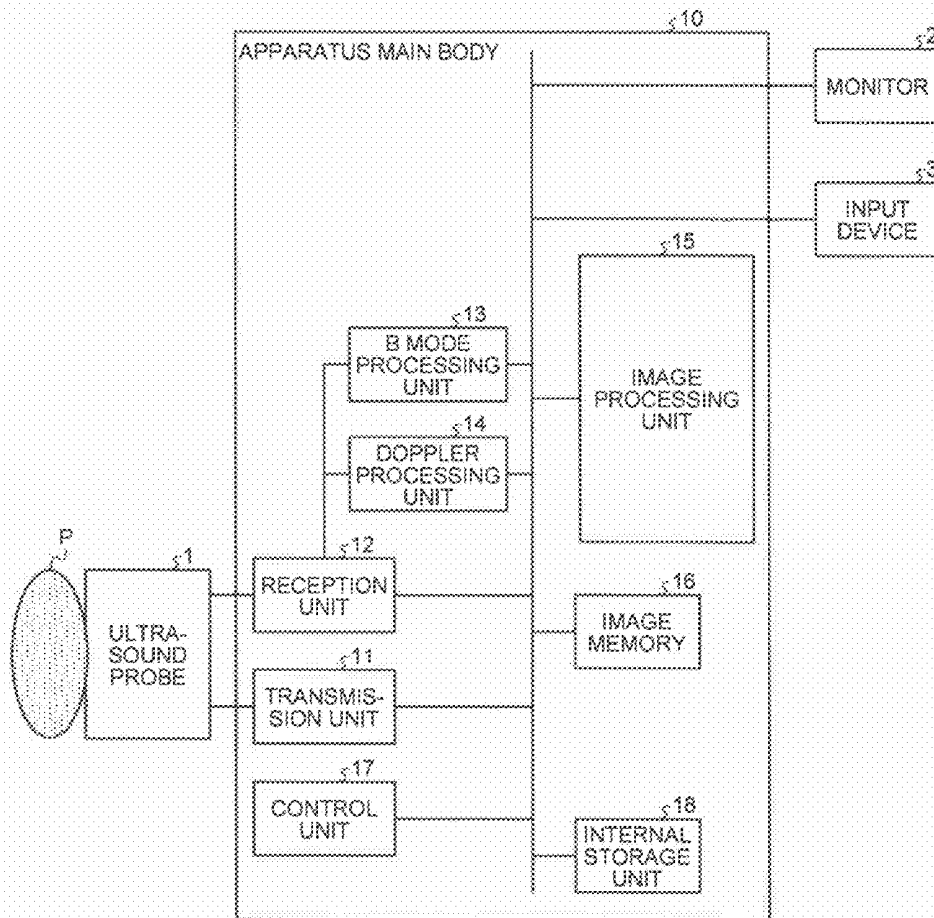 10
APPARATUS MAIN BODY
2
MONITOR
3
INPUT
DEVICE
15
IMAGE
PROCESSING
UNIT
13
B MODE
PROCESSING
UNIT
14
DOPPLER
PROCESSING
UNIT
P
1
ULTRA-
SOUND
PROBE
12
RECEPTION
UNIT
16
IMAGE
MEMORY
11
TRANSMIS-
SION UNIT
17
CONTROL
UNIT
18
INTERNAL
STORAGE
UNIT